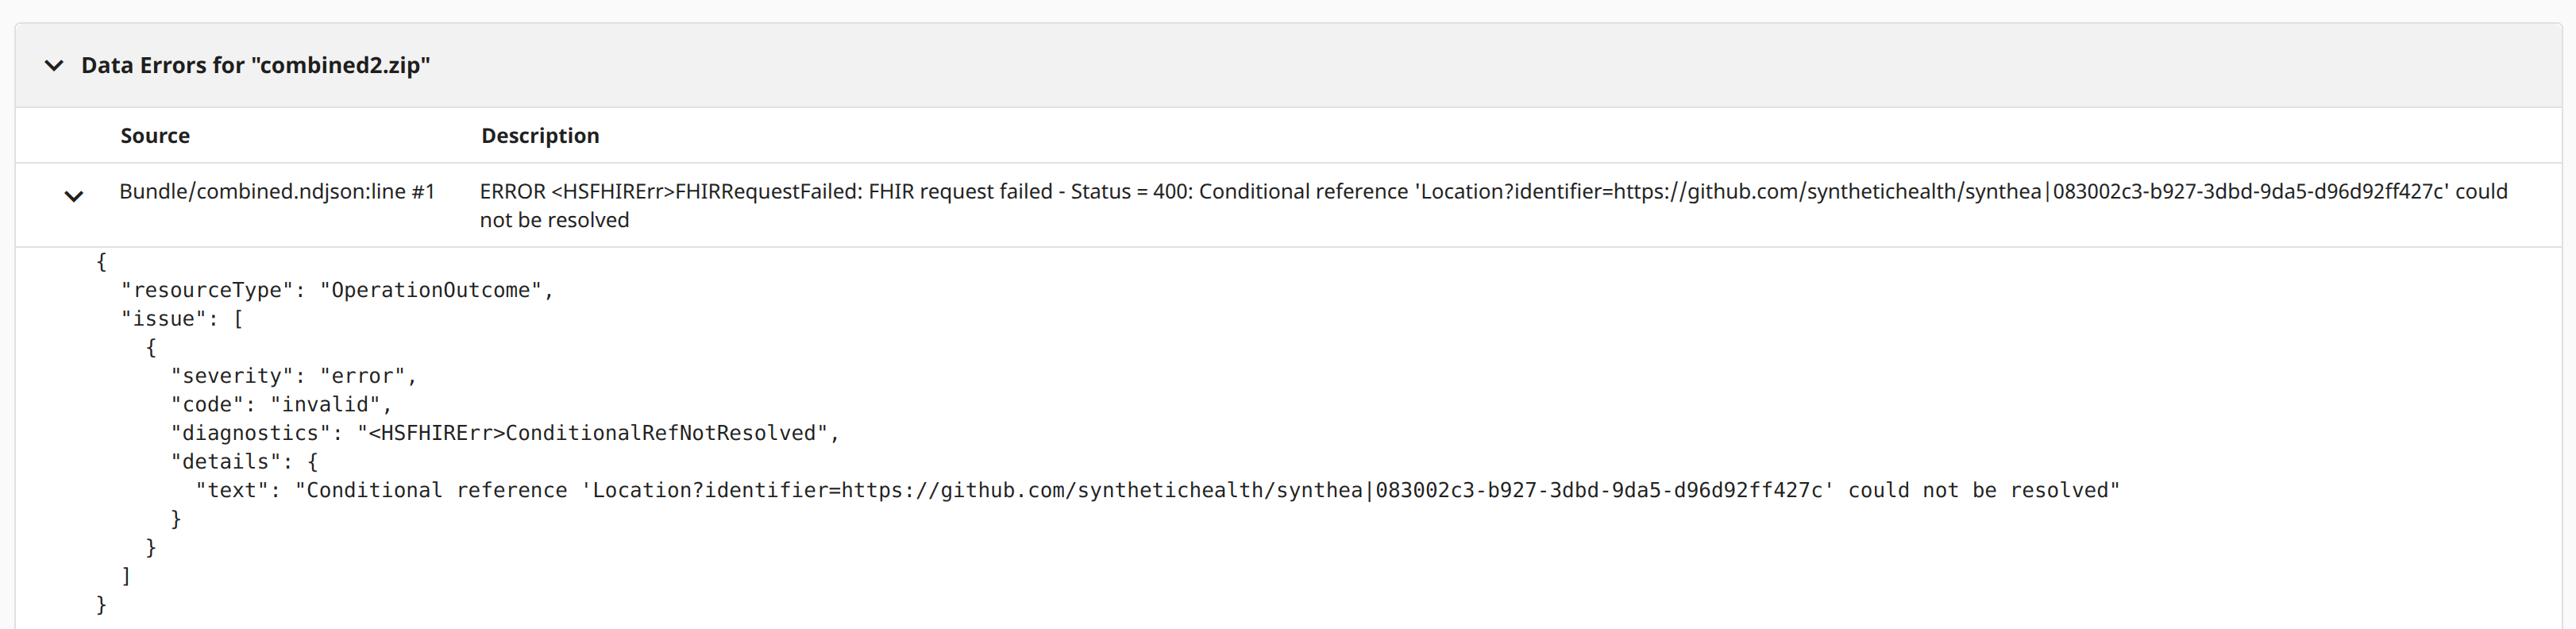 Data Errors for "combined2.zip"
Source Description
Bundle/combined.ndjson:line #1 ERROR <HSFHIRErr>FHIRRequestFailed: FHIR request failed - Status = 400: Conditional reference 'Location?identifier=https://github.com/synthetichealth/synthea|083002c3-b927-3dbd-9da5-d96d92ff427c' could
not be resolved
{
  "resourceType": "OperationOutcome",
  "issue": [
    {
      "severity": "error",
      "code": "invalid",
      "diagnostics": "<HSFHIRErr>ConditionalRefNotResolved",
      "details": {
        "text": "Conditional reference 'Location?identifier=https://github.com/synthetichealth/synthea|083002c3-b927-3dbd-9da5-d96d92ff427c' could not be resolved"
      }
    }
  ]
}